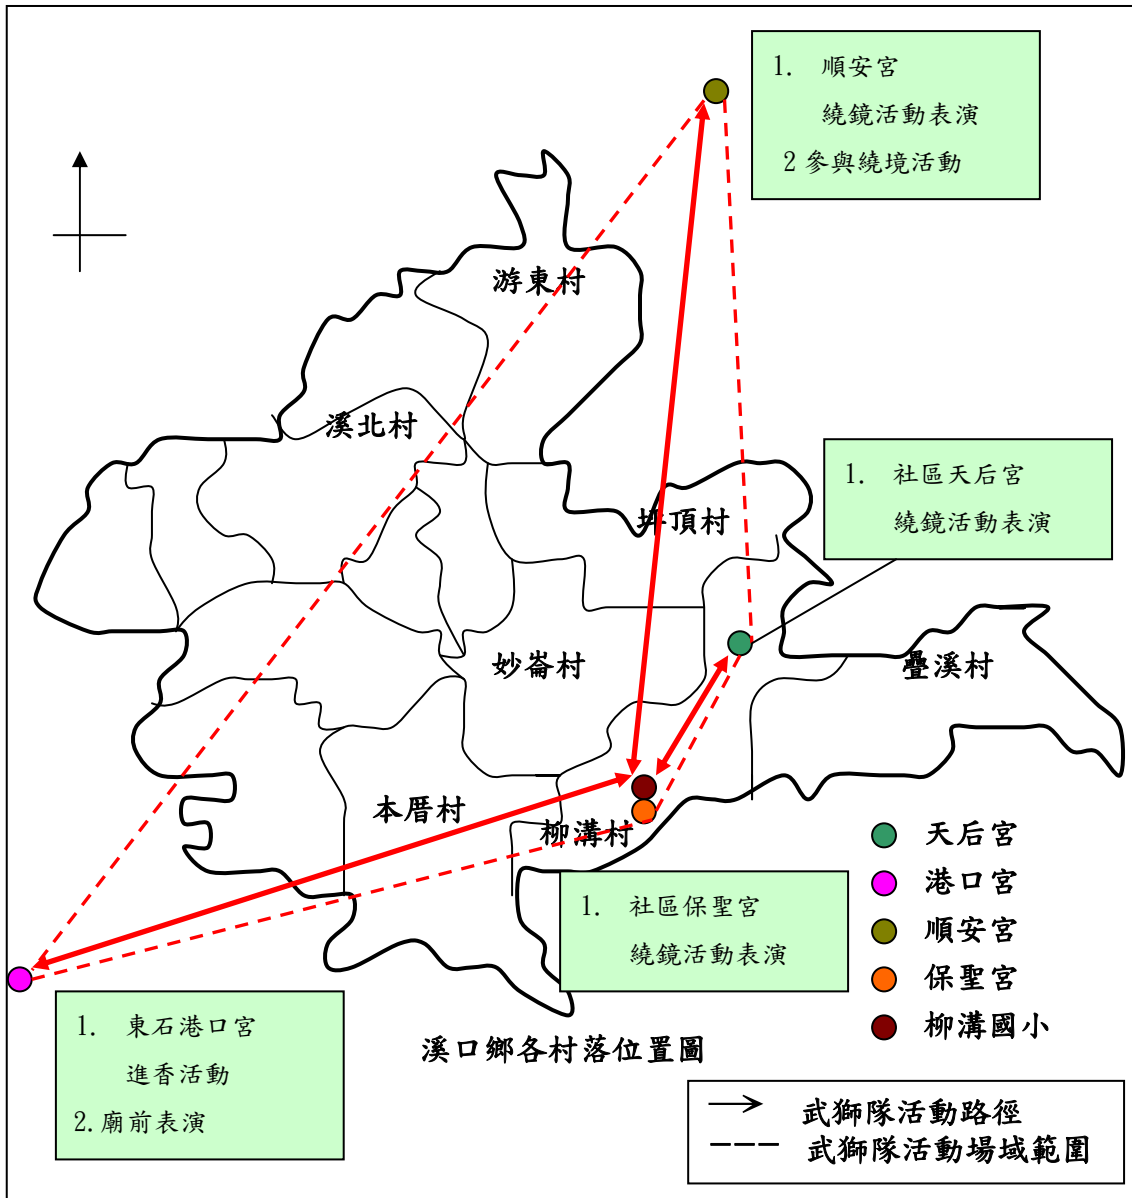 1. 順安宮
繞鏡活動表演
2 參與繞境活動
游東村
溪北村
1. 社區天后宮
繞鏡活動表演
坪頂村
妙崙村
疊溪村
本厝村
柳溝村
天后宮
港口宮
順安宮
保聖宮
柳溝國小
1. 社區保聖宮
繞鏡活動表演
1. 東石港口宮
進香活動
2.廟前表演
溪口鄉各村落位置圖
武獅隊活動路徑
武獅隊活動場域範圍